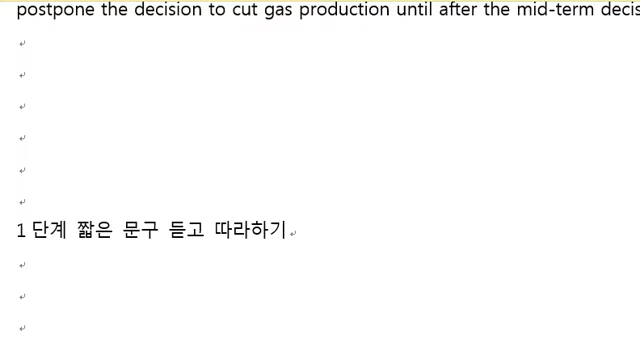 postpone the decision to cut gas production until after the mid-term
1 단계 짧은 문구 듣고 따라하기